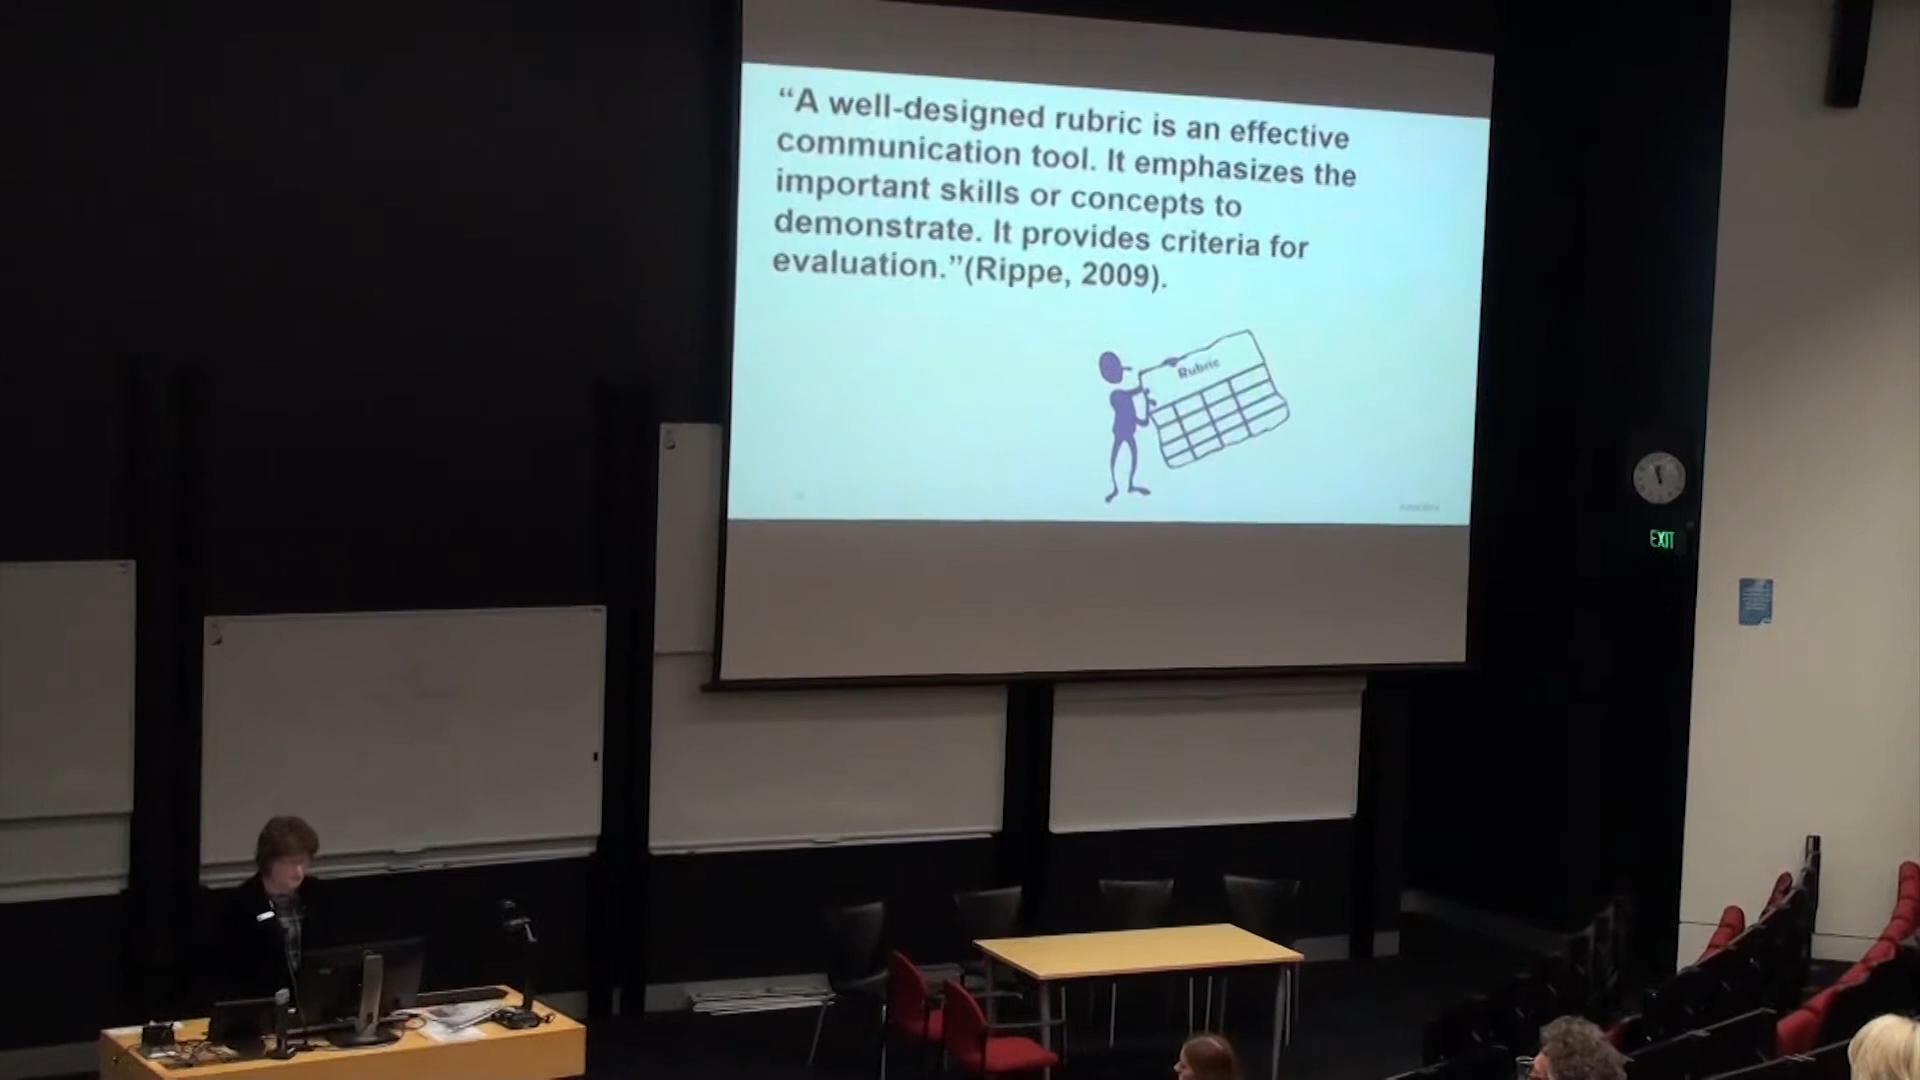 “A well-designed rubric is an effective
communication tool. It emphasizes the
important skills or concepts to
demonstrate. It provides criteria for
evaluation.”(Rippe, 2009).
Rubric
EXIT